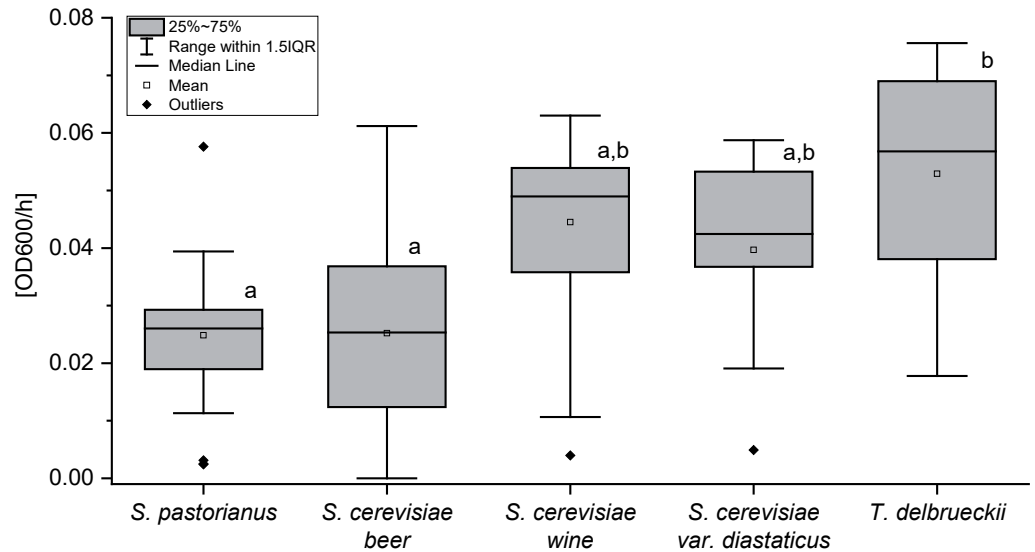 25%~75%
Range within 1.5IQR
Median Line
Mean
Outliers
[OD600/h]
0.08
0.06
0.04
0.02
0.00
a
a
a,b
a,b
b
S. pastorianus
S. cerevisiae
beer
S. cerevisiae
wine
S. cerevisiae
var. diastaticus
T. delbrueckii